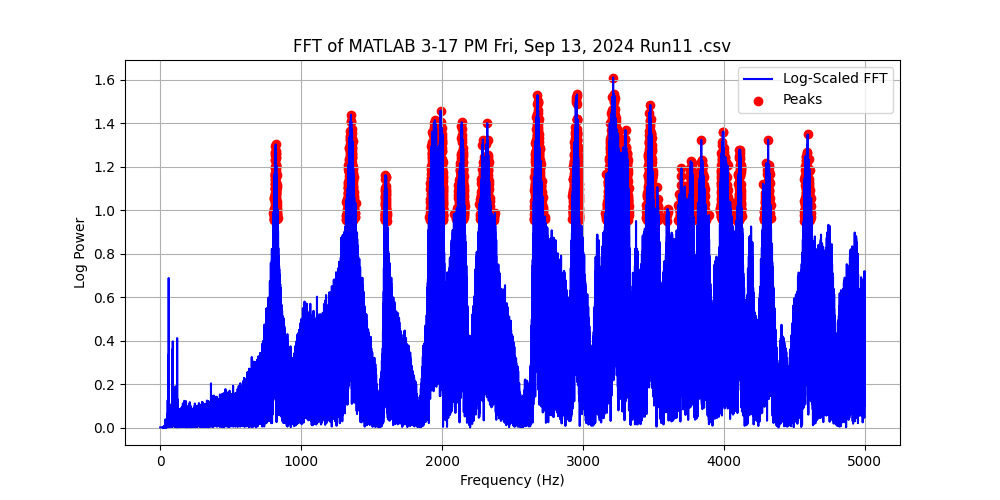 FFT of MATLAB 3-17 PM Fri, Sep 13, 2024 Run11 .csv
Log-Scaled FFT
Peaks
1.6
1.4
1.2
1.0
0.8
0.6
0.4
0.2
0.0
Log Power
0 1000 2000 3000 4000 5000
Frequency (Hz)